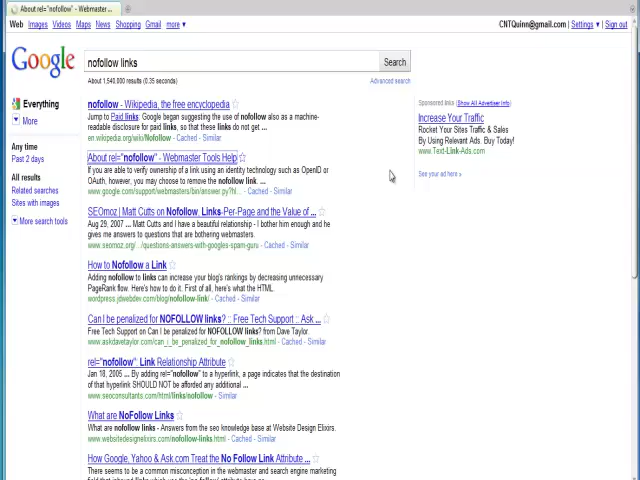 About rel="nofollow" - Webmaster ...
Web Images Videos Maps News Shopping Gmail more ▼
CNTQuinn@gmail.com | Settings ▼ | Sign out
Google
nofollow links
Search
About 1,540,000 results (0.35 seconds)
Advanced search
Everything
More
Any time
Past 2 days
All results
Related searches
Sites with images
More search tools
nofollow - Wikipedia, the free encyclopedia
Jump to Paid links: Google began suggesting the use of nofollow also as a machine-
readable disclosure for paid links, so that these links do not get ...
en.wikipedia.org/wiki/Nofollow - Cached - Similar
About rel="nofollow" - Webmaster Tools Help
If you are able to verify ownership of a link using an identity technology such as OpenID or
OAuth, however, you may choose to remove the nofollow link. ...
www.google.com/support/webmasters/bin/answer.py?hl... - Cached - Similar
SEOmoz | Matt Cutts on Nofollow, Links-Per-Page and the Value of ...
Aug 29, 2007 ... Matt Cutts and I have a beautiful relationship - I bother him enough and he
gives me answers to questions that are bothering webmasters.
www.seomoz.org/.../questions-answers-with-googles-spam-guru - Cached - Similar
How to Nofollow a Link
Adding nofollow to links can increase your blog's rankings by decreasing unnecessary
PageRank flow. Here's how to do it. First of all, here's what the HTML.
wordpress.jdwebdev.com/blog/nofollow-link/ - Cached - Similar
Can I be penalized for NOFOLLOW links? :: Free Tech Support :: Ask ...
Free Tech Support on Can I be penalized for NOFOLLOW links? from Dave Taylor.
www.askdavetaylor.com/can_i_be_penalized_for_nofollow_links.html - Cached - Similar
rel="nofollow": Link Relationship Attribute
Jan 18, 2005 ... By adding rel="nofollow" to a hyperlink, a page indicates that the destination
of that hyperlink SHOULD NOT be afforded any additional ...
www.seoconsultants.com/html/links/nofollow - Similar
What are NoFollow Links
What are NoFollow Links - Answers from the seo knowledge base at Website Design Elixirs.
www.websitedesignelixirs.com/nofollow-links.html - Cached - Similar
How Google, Yahoo & Ask.com Treat the No Follow Link Attribute ...
There seems to be a common misconception in the webmaster and search engine marketing
Sponsored links (Show All Advertiser Info)
Increase Your Traffic
Rocket Your Sites Traffic & Sales
By Using Relevant Ads. Buy Today!
www.Text-Link-Ads.com
See your ad here »